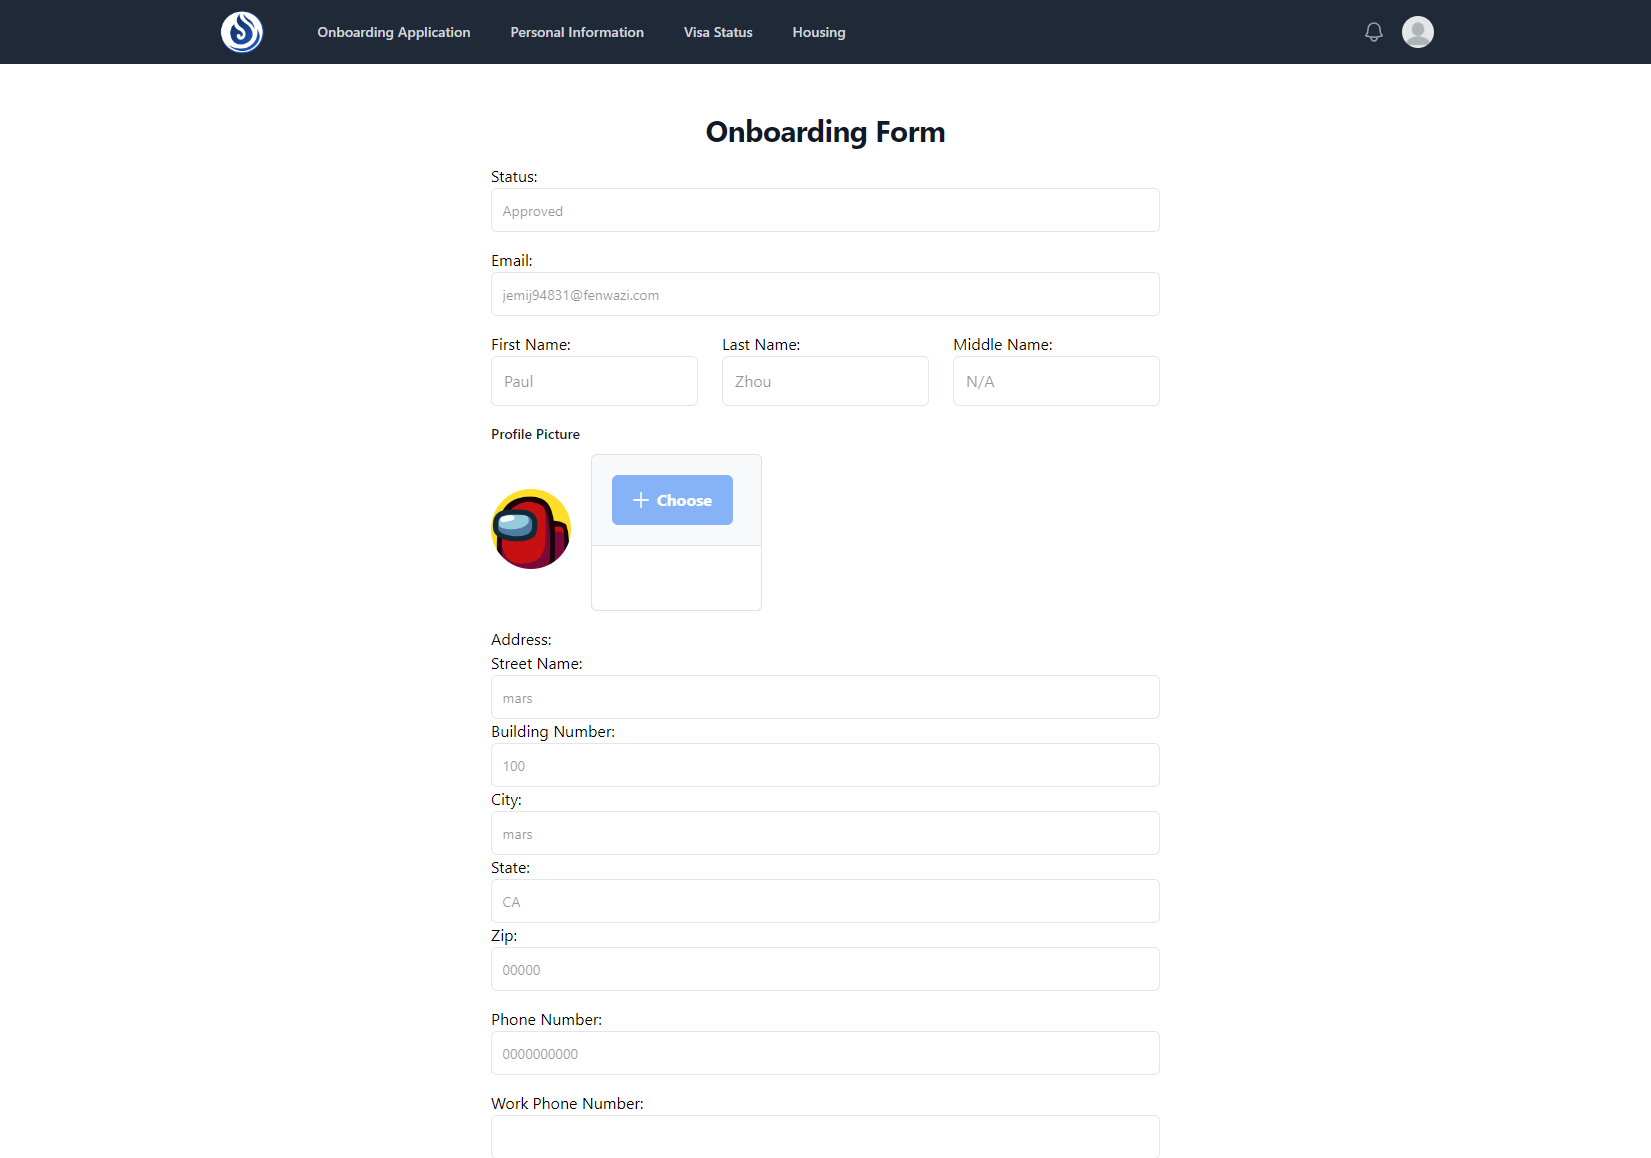 Onboarding Application Personal Information Visa Status Housing
Onboarding Form
Status:
Approved
Email:
jemij94831@fenwazi.com
First Name: Last Name: Middle Name:
Paul Zhou N/A
Profile Picture
+ Choose
Address:
Street Name:
mars
Building Number:
100
City:
mars
State:
CA
Zip:
00000
Phone Number:
0000000000
Work Phone Number: